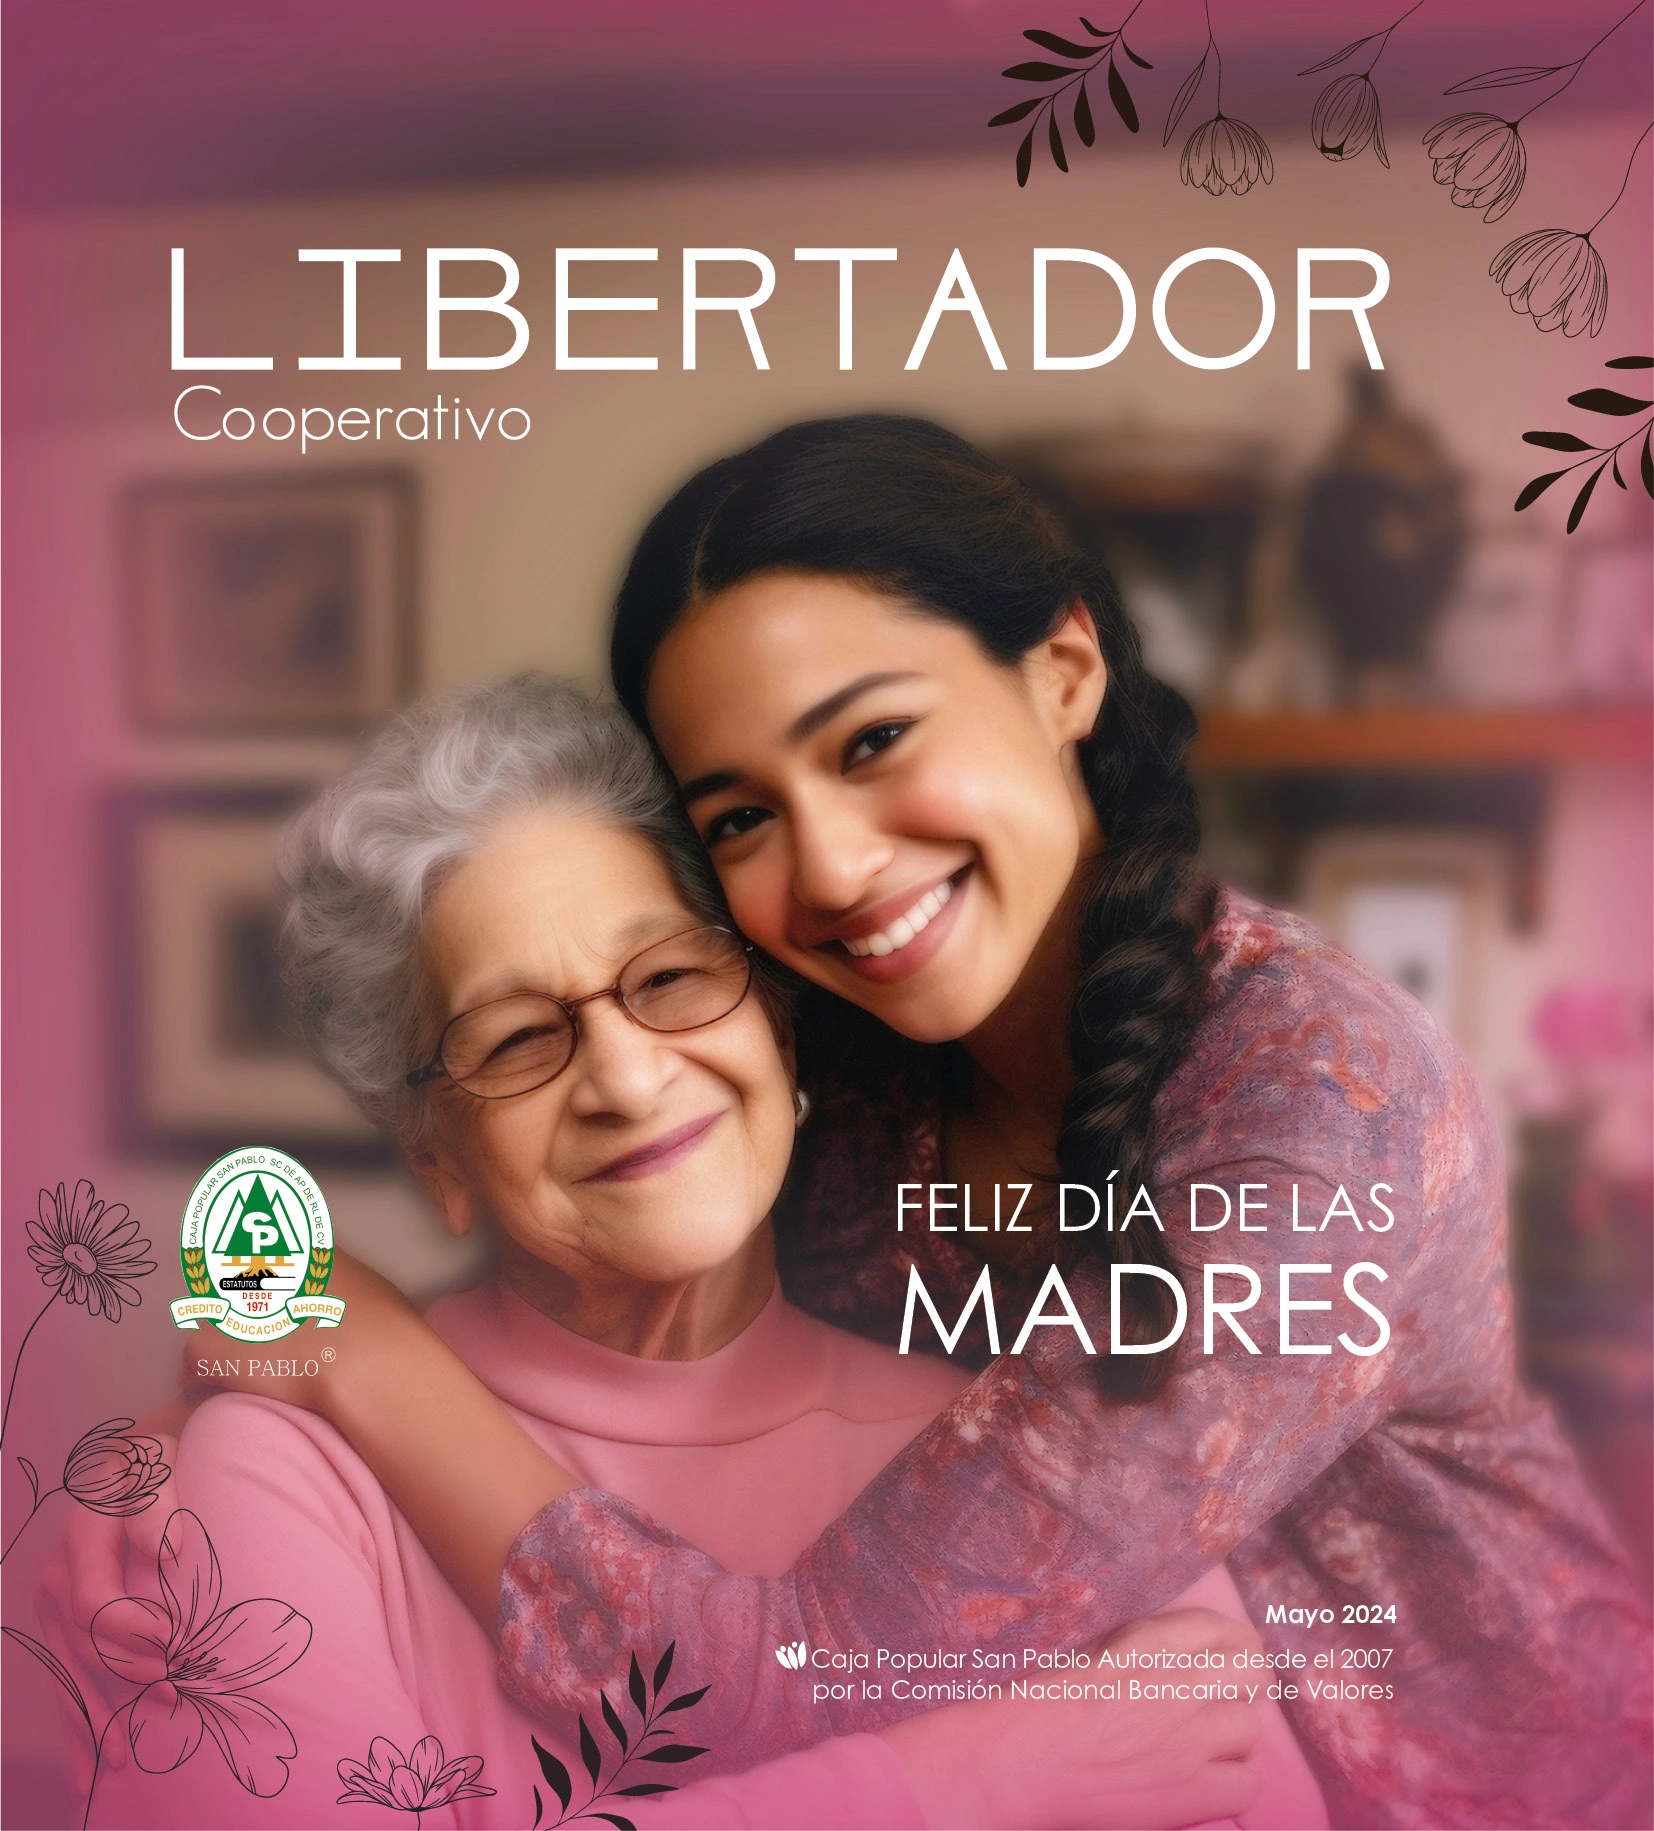 LIBERTADOR
Cooperativo
CAJA POPULAR SAN PABLO SC DE AP DE RL DE CV
SP
ESTATUTOS
DESDE
1971
CREDITO EDUCACION AHORRO
SAN PABLO®
FELIZ DÍA DE LAS
MADRES
Mayo 2024
Caja Popular San Pablo Autorizada desde el 2007
por la Comisión Nacional Bancaria y de Valores